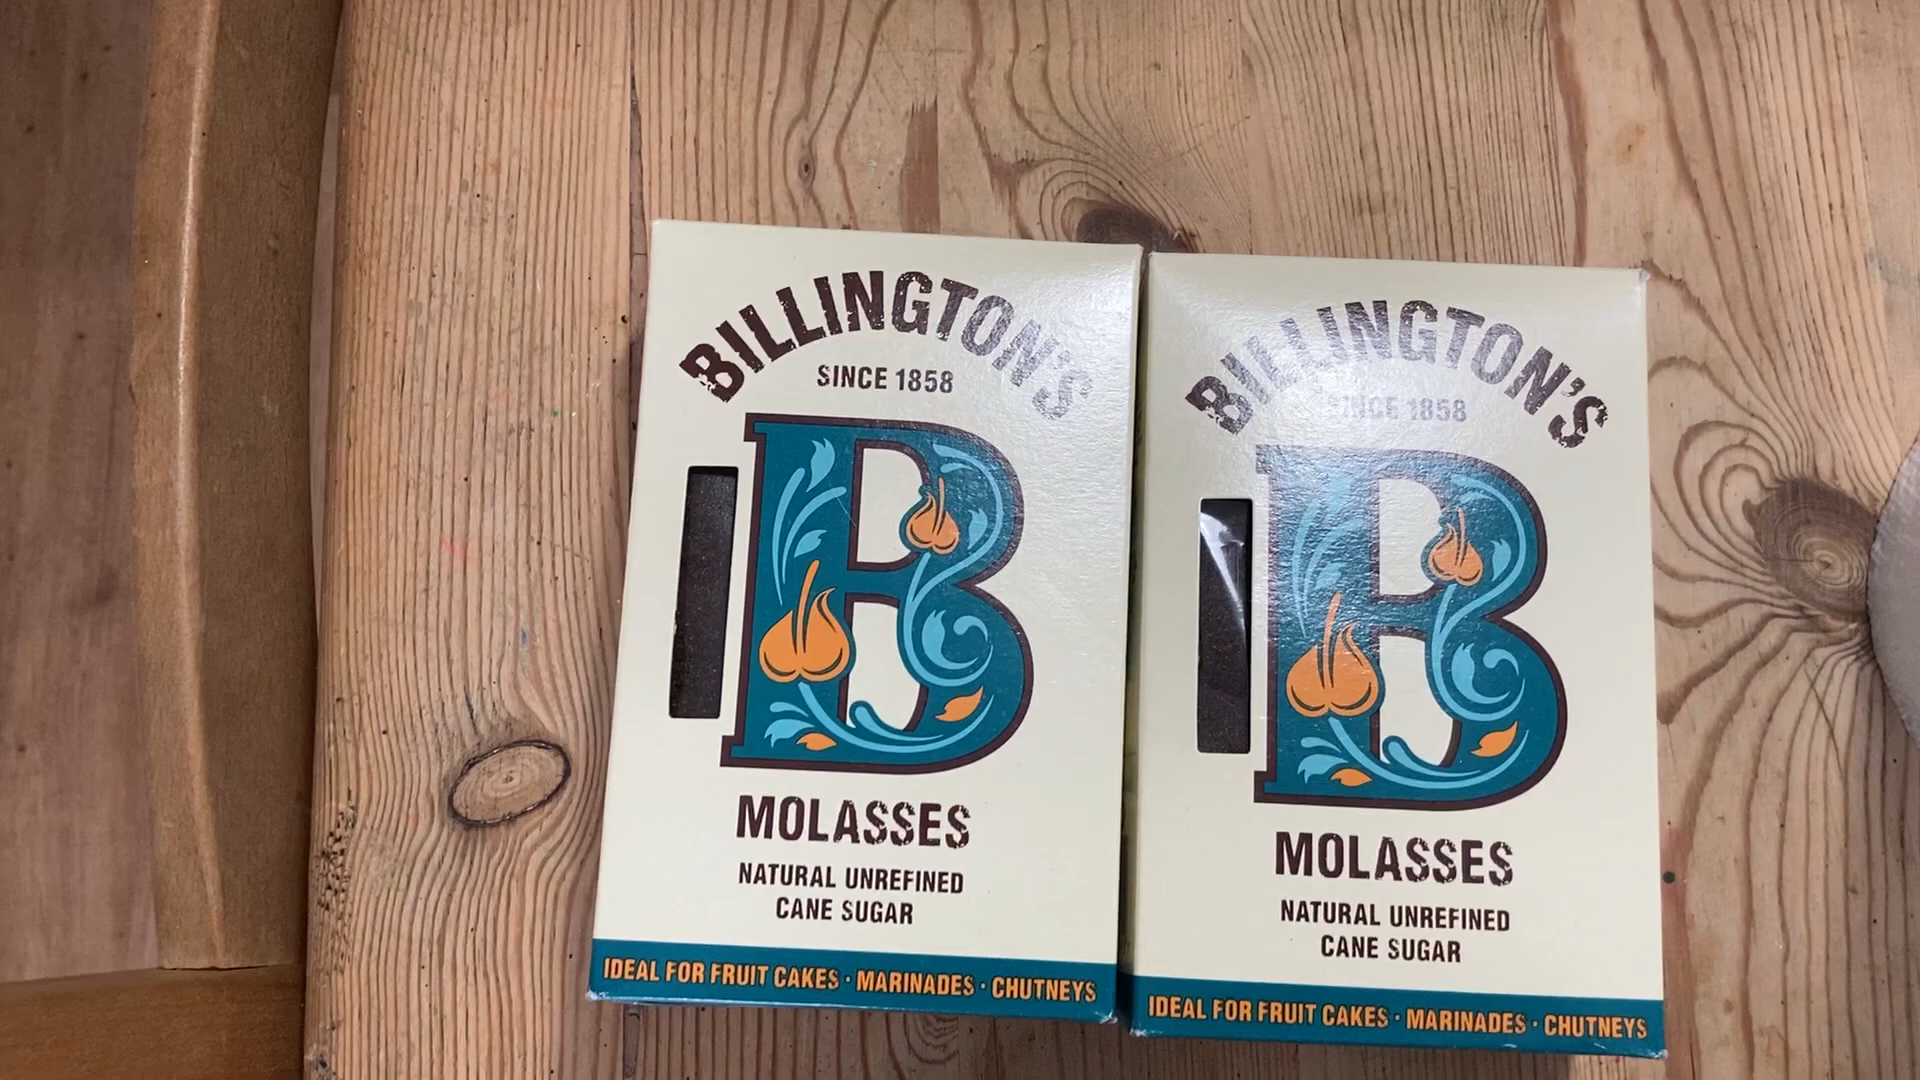 BILLINGTON'S
SINCE 1858
B
MOLASSES
NATURAL UNREFINED
CANE SUGAR
IDEAL FOR FRUIT CAKES · MARINADES · CHUTNEYS
BILLINGTON'S
SINCE 1858
B
MOLASSES
NATURAL UNREFINED
CANE SUGAR
IDEAL FOR FRUIT CAKES · MARINADES · CHUTNEYS